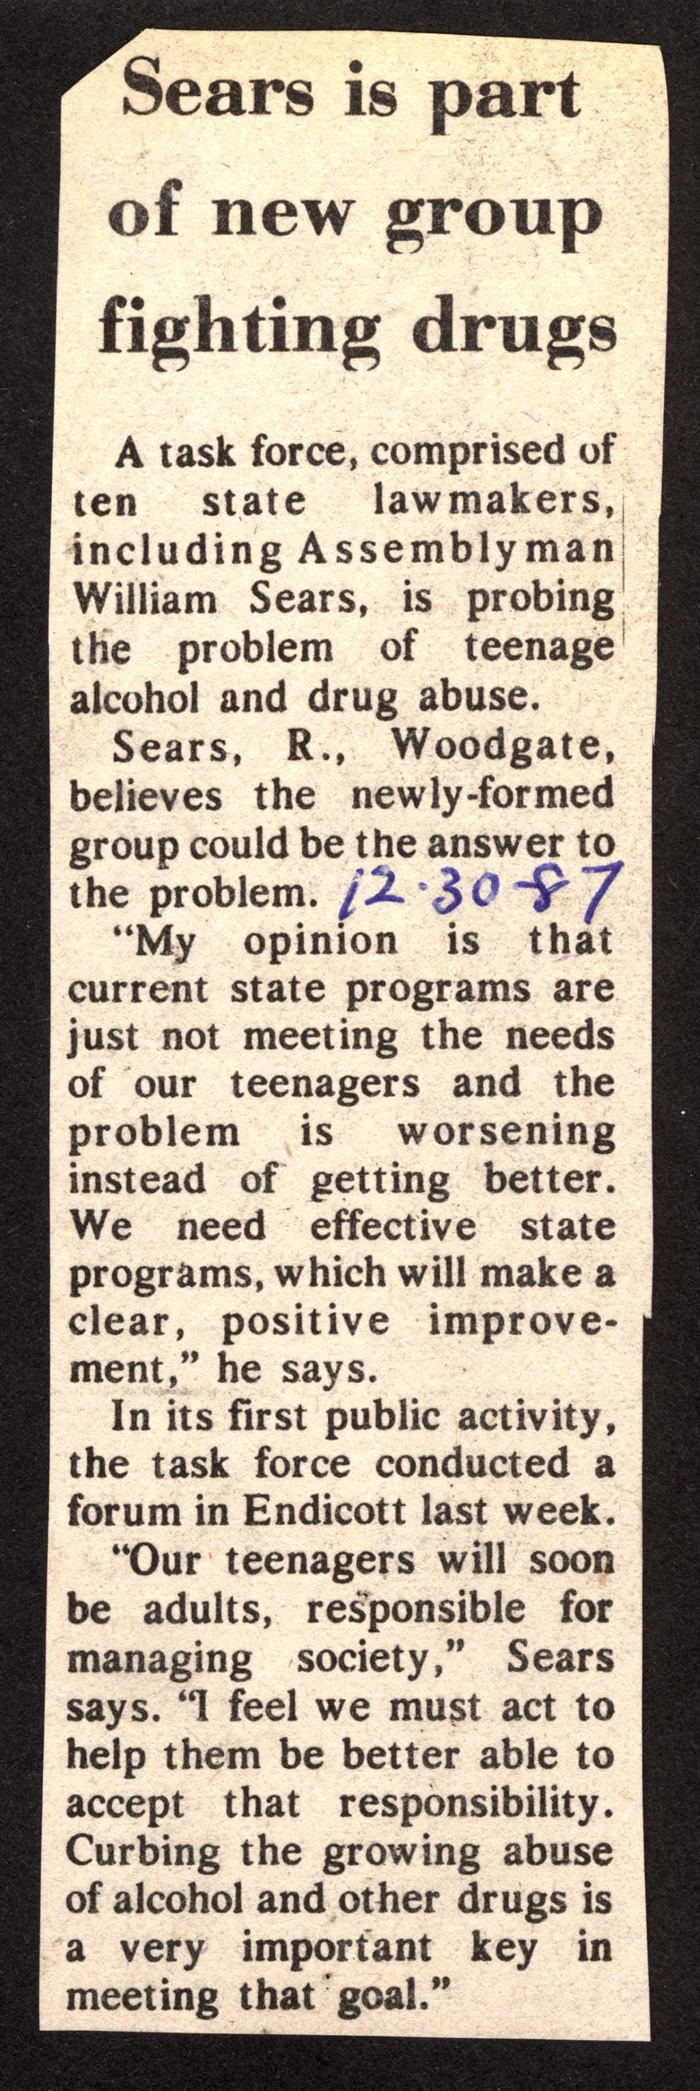 Sears is part
of new group
fighting drugs
A task force, comprised of
ten state lawmakers,
including Assemblyman
William Sears, is probing
the problem of teenage
alcohol and drug abuse.
Sears, R., Woodgate,
believes the newly-formed
group could be the answer to
the problem. 12·30-87
“My opinion is that
current state programs are
just not meeting the needs
of our teenagers and the
problem is worsening
instead of getting better.
We need effective state
programs, which will make a
clear, positive improve-
ment,” he says.
In its first public activity,
the task force conducted a
forum in Endicott last week.
“Our teenagers will soon
be adults, responsible for
managing society,” Sears
says. “I feel we must act to
help them be better able to
accept that responsibility.
Curbing the growing abuse
of alcohol and other drugs is
a very important key in
meeting that goal.”